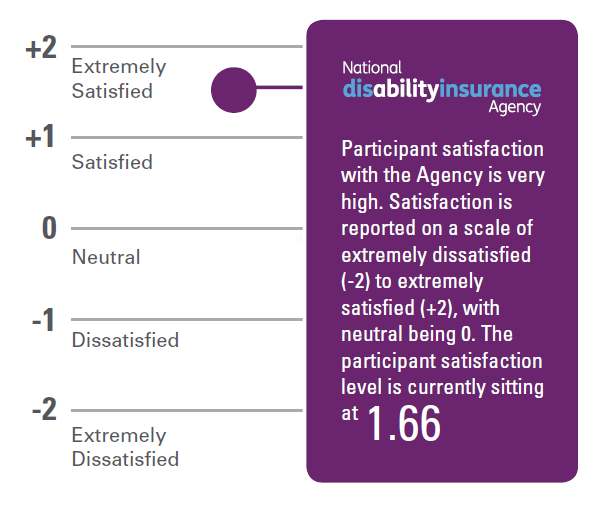 +2
Extremely
Satisfied
+1
Satisfied
0
Neutral
-1
Dissatisfied
-2
Extremely
Dissatisfied
National
disabilityinsurance
Agency
Participant satisfaction
with the Agency is very
high. Satisfaction is
reported on a scale of
extremely dissatisfied
(-2) to extremely
satisfied (+2), with
neutral being 0. The
participant satisfaction
level is currently sitting
at 1.66